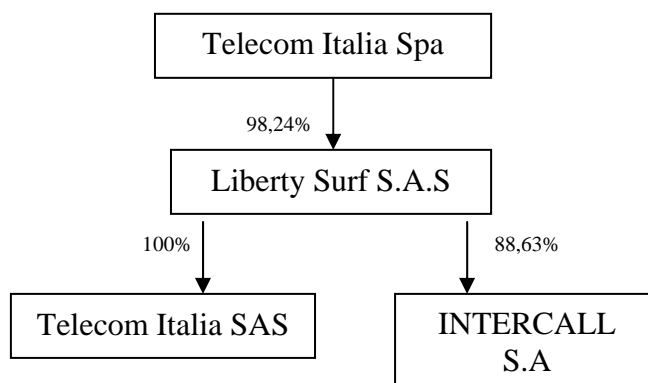 Telecom Italia Spa
98,24%
Liberty Surf S.A.S
100%
88,63%
Telecom Italia SAS
INTERCALL
S.A